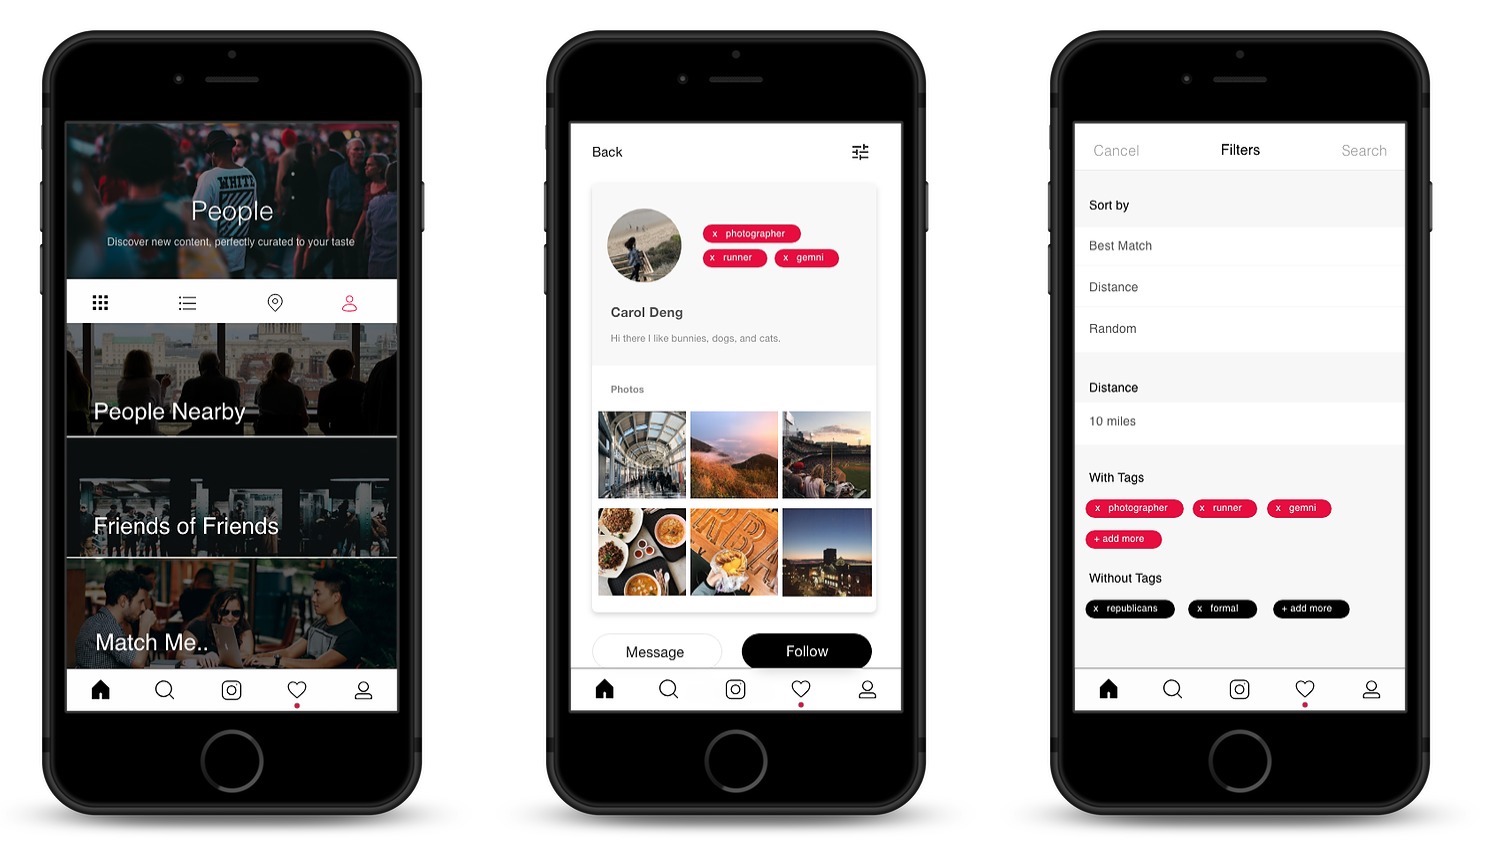 WHITE
People
Discover new content, perfectly curated to your taste
People Nearby
Friends of Friends
Match Me..
Back
x photographer
x runner x gemni
Carol Deng
Hi there I like bunnies, dogs, and cats.
Photos
RBA
Message Follow
Cancel Filters Search
Sort by
Best Match
Distance
Random
Distance
10 miles
With Tags
x photographer x runner x gemni
+ add more
Without Tags
x republicans x formal + add more